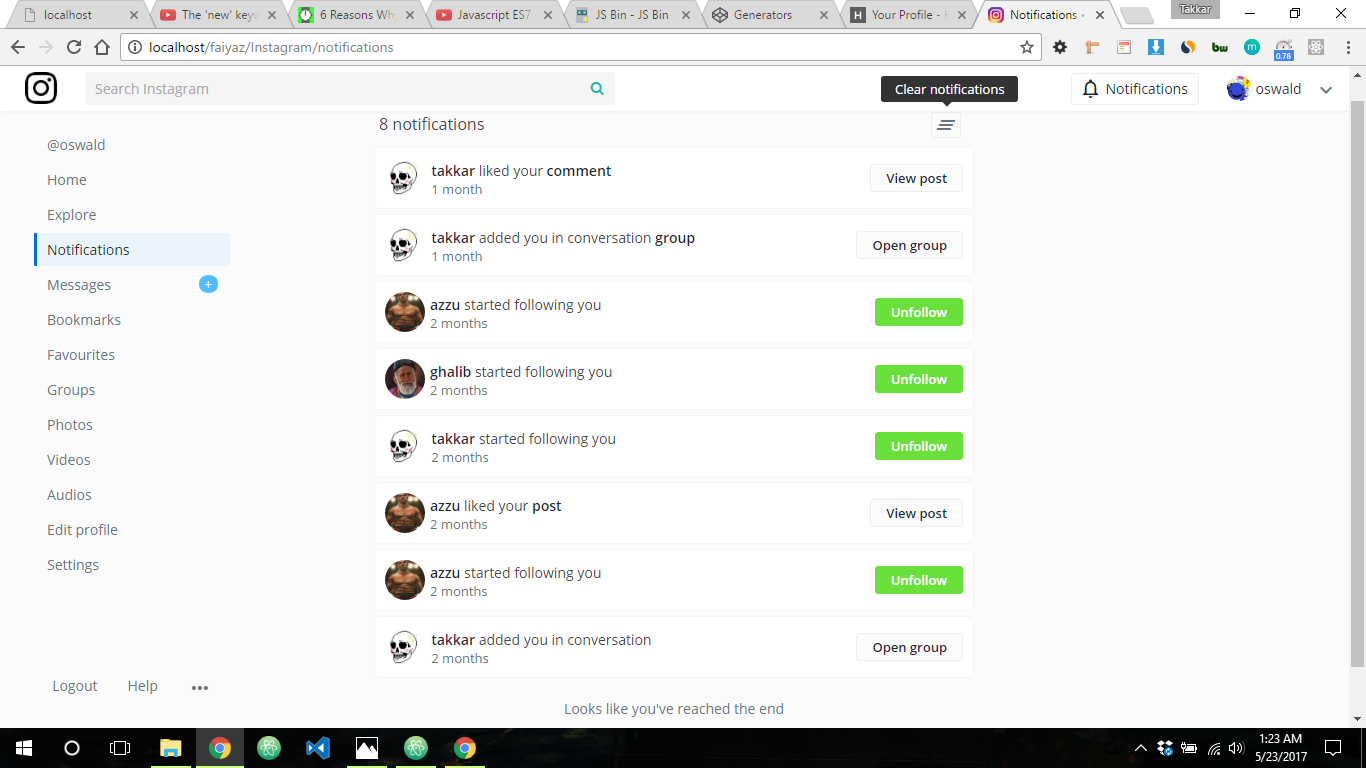 localhost
The 'new' keyw
6 Reasons Why
Javascript ES7
JS Bin - JS Bin
Generators
Your Profile - H
Notifications •
Takkar
localhost/faiyaz/Instagram/notifications
bw
m
0.78
Search Instagram
Clear notifications
Notifications
oswald
8 notifications
@oswald
Home
Explore
Notifications
Messages
+
Bookmarks
Favourites
Groups
Photos
Videos
Audios
Edit profile
Settings
Logout
Help
takkar liked your comment
1 month
View post
takkar added you in conversation group
1 month
Open group
azzu started following you
2 months
Unfollow
ghalib started following you
2 months
Unfollow
takkar started following you
2 months
Unfollow
azzu liked your post
2 months
View post
azzu started following you
2 months
Unfollow
takkar added you in conversation
2 months
Open group
Looks like you've reached the end
1:23 AM
5/23/2017